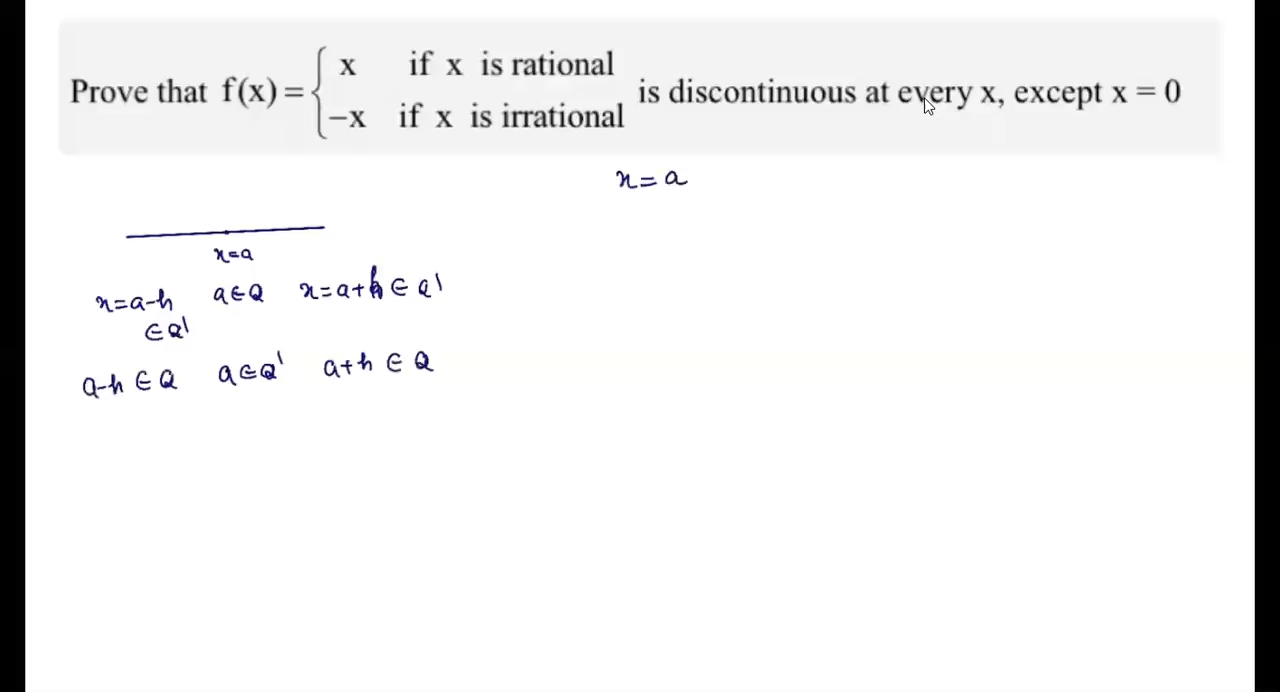 Prove that f(x) = { x if x is rational
−x if x is irrational is discontinuous at every x, except x = 0
x = a
x=a
x=a-h a∈Q x=a+h ∈ Q'
∈Q'
a-h ∈ Q a∈Q' a+h ∈ Q